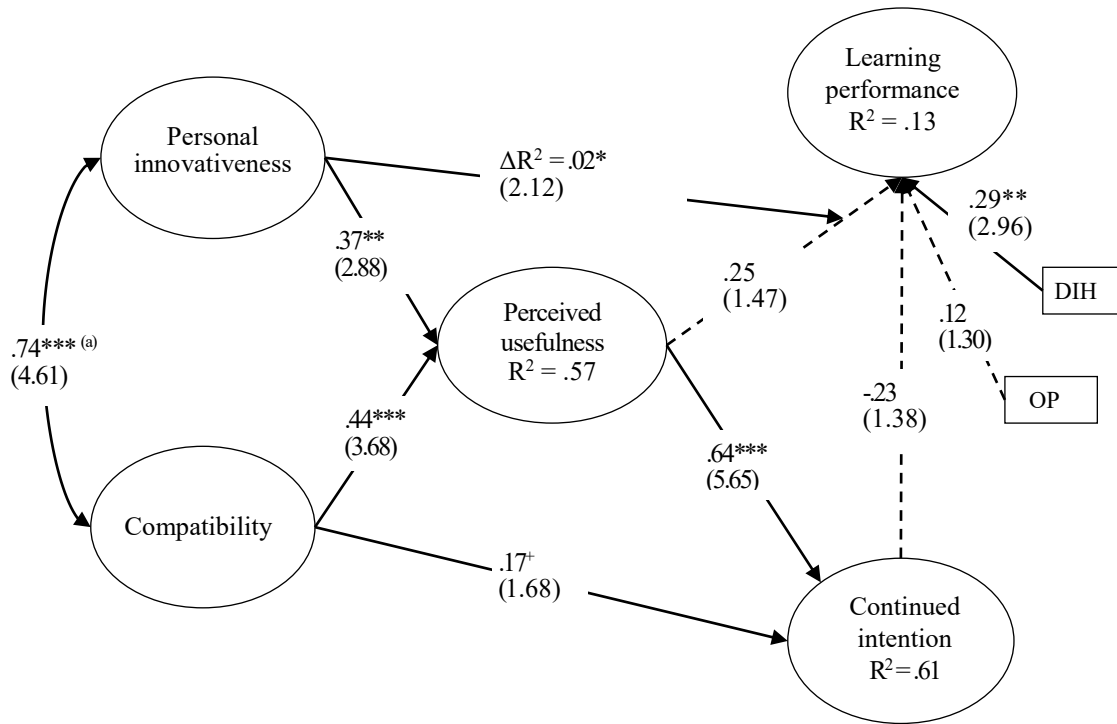 Learning
performance
R² = .13
Personal
innovativeness
ΔR² = .02*
(2.12)
.29**
(2.96)
.37**
(2.88)
.25
(1.47)
DIH
Perceived
usefulness
R² = .57
.12
(1.30)
.74*** (a)
(4.61)
-.23
(1.38)
OP
.44***
(3.68)
.64***
(5.65)
Compatibility
.17⁺
(1.68)
Continued
intention
R² = .61